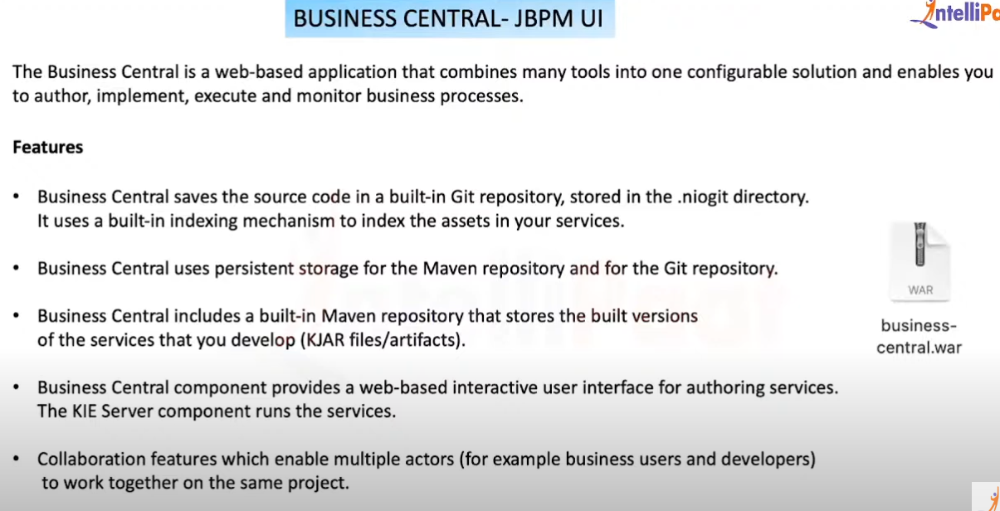 BUSINESS CENTRAL- JBPM UI
IntelliPa
The Business Central is a web-based application that combines many tools into one configurable solution and enables you
to author, implement, execute and monitor business processes.
Features
• Business Central saves the source code in a built-in Git repository, stored in the .niogit directory.
It uses a built-in indexing mechanism to index the assets in your services.
• Business Central uses persistent storage for the Maven repository and for the Git repository.
• Business Central includes a built-in Maven repository that stores the built versions
of the services that you develop (KJAR files/artifacts).
WAR
business-
central.war
• Business Central component provides a web-based interactive user interface for authoring services.
The KIE Server component runs the services.
• Collaboration features which enable multiple actors (for example business users and developers)
to work together on the same project.